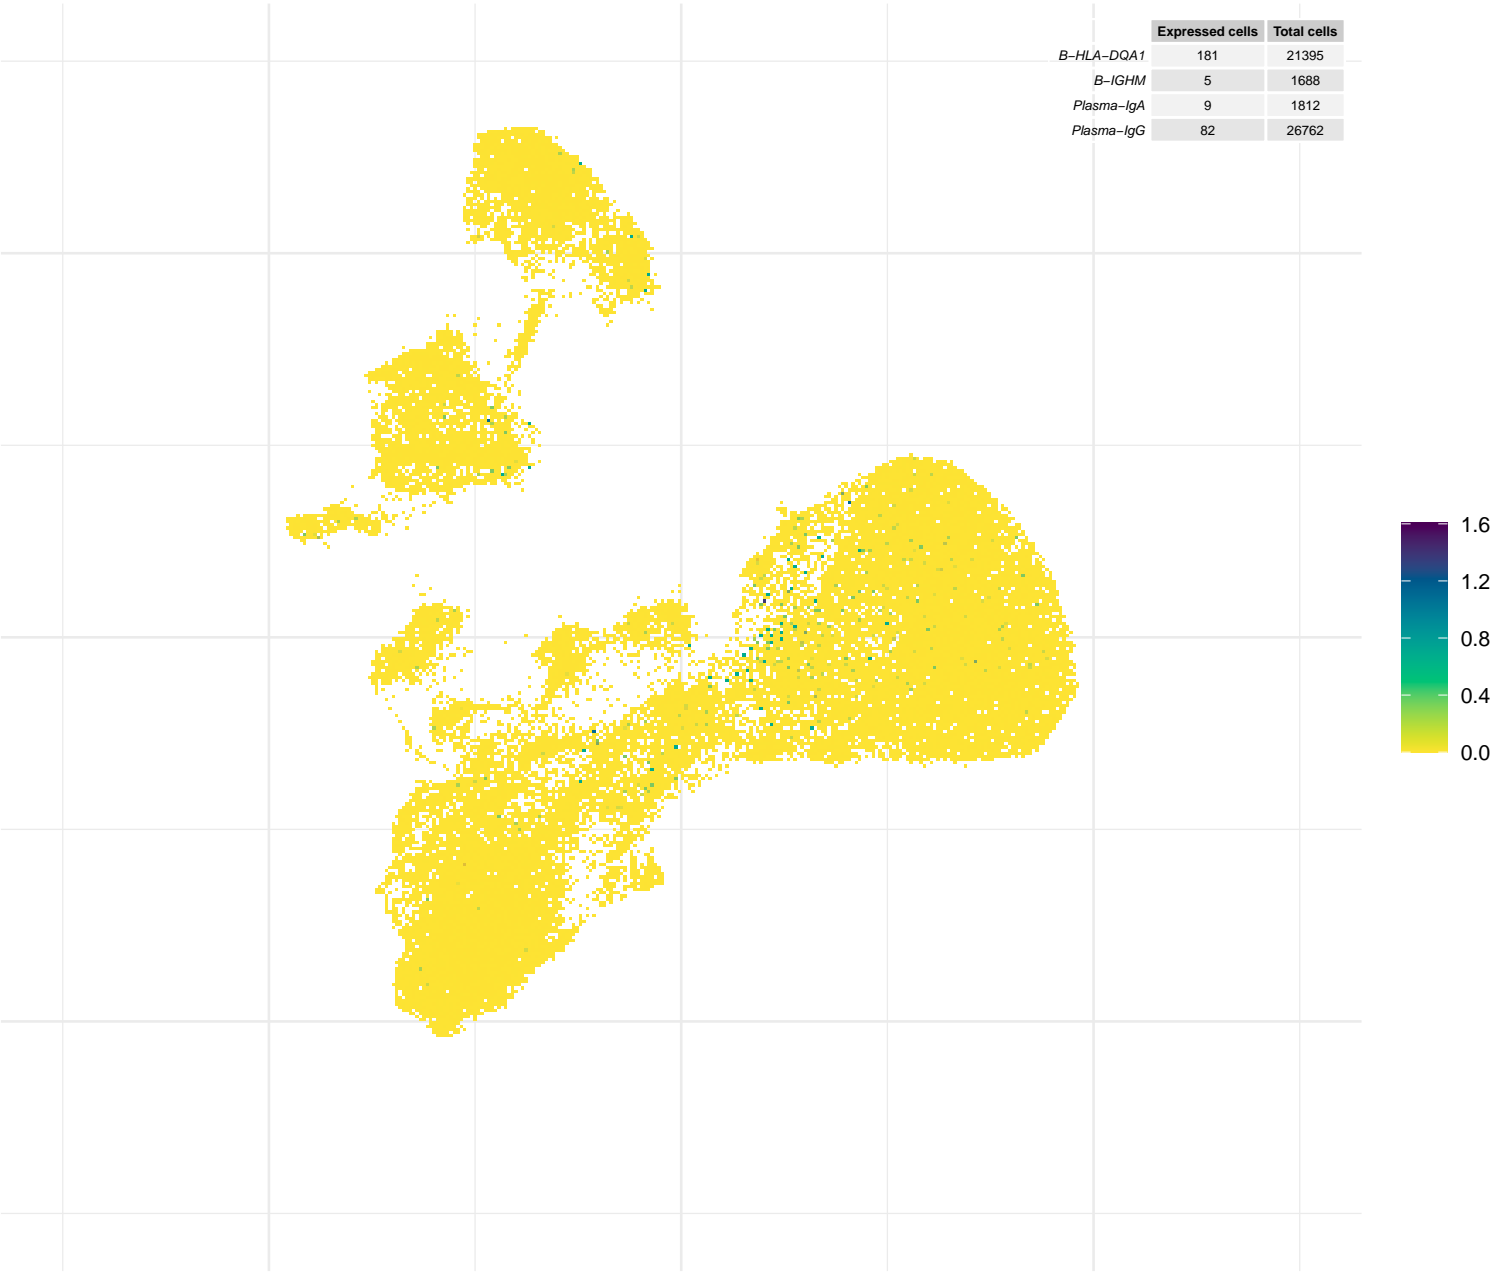 Expressed cells Total cells
B−HLA−DQA1 181 21395
B−IGHM 5 1688
Plasma−IgA 9 1812
Plasma−IgG 82 26762
1.6
1.2
0.8
0.4
0.0